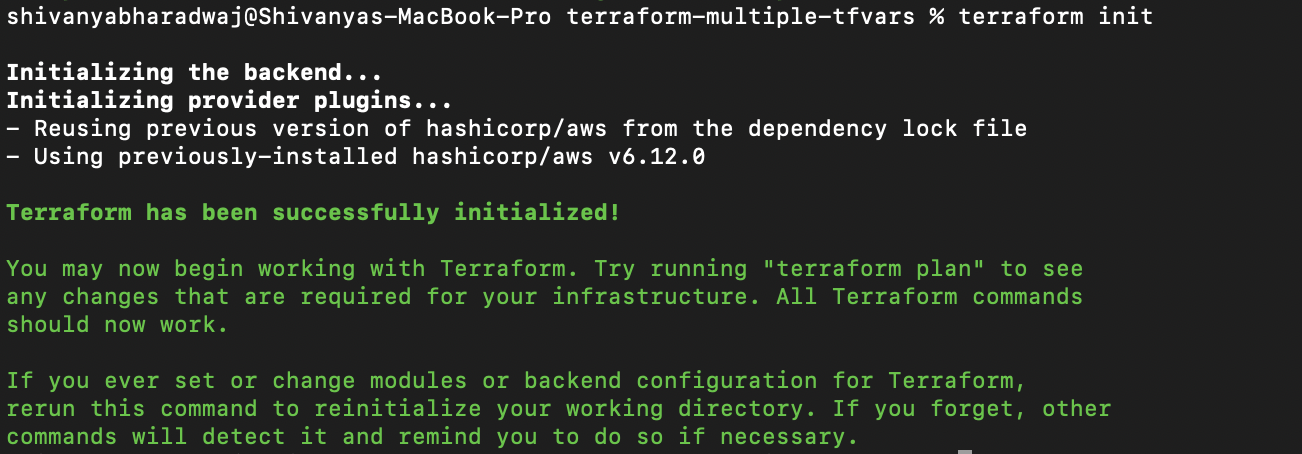 shivanyabharadwaj@Shivanyas-MacBook-Pro terraform-multiple-tfvars % terraform init
Initializing the backend...
Initializing provider plugins...
- Reusing previous version of hashicorp/aws from the dependency lock file
- Using previously-installed hashicorp/aws v6.12.0
Terraform has been successfully initialized!
You may now begin working with Terraform. Try running "terraform plan" to see
any changes that are required for your infrastructure. All Terraform commands
should now work.
If you ever set or change modules or backend configuration for Terraform,
rerun this command to reinitialize your working directory. If you forget, other
commands will detect it and remind you to do so if necessary.